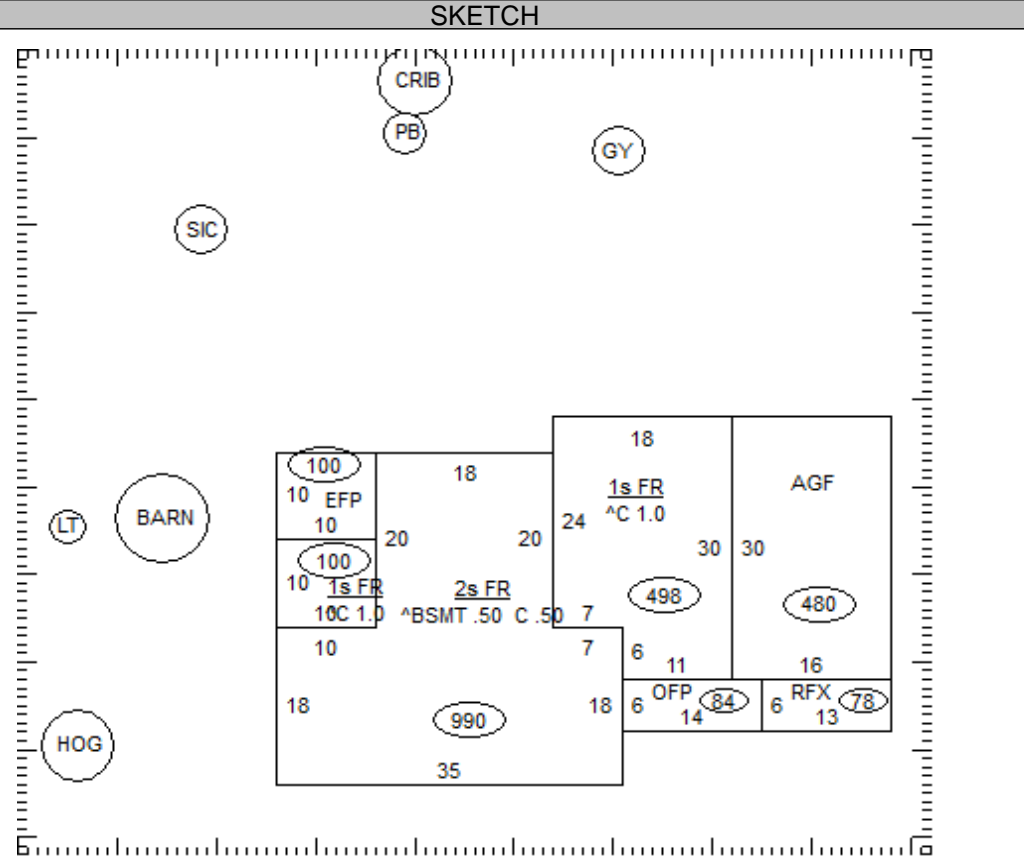 SKETCH
CRIB
PB
GY
SIC
18
100
18
10 EFP
1s FR
AGF
10
^C 1.0
24
LT
BARN
20
20
30
30
100
10
1s FR
2s FR
498
480
10
^C 1.0
^BSMT .50 C .50
7
10
7
6
11
16
18
990
18
6
OFP
84
14
6
RFX
78
13
HOG
35